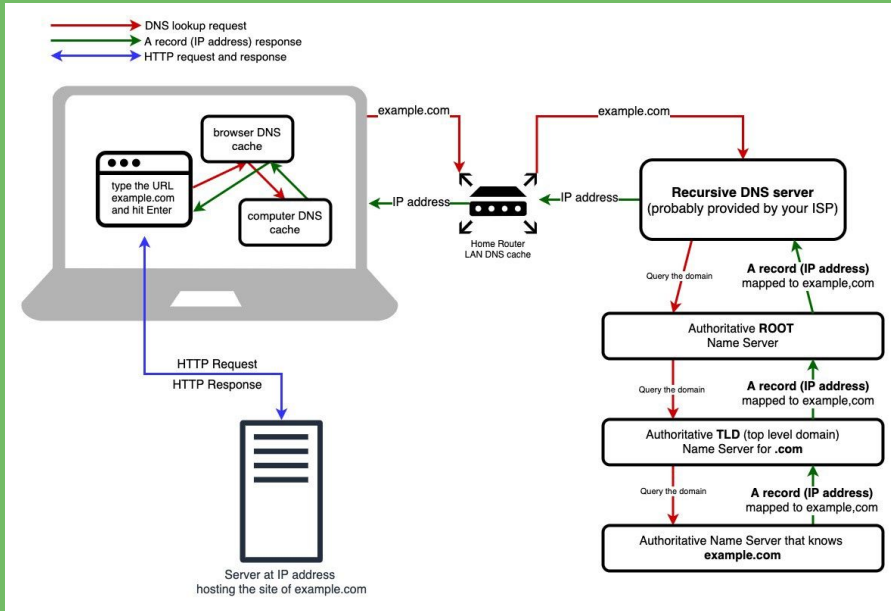 DNS lookup request
A record (IP address) response
HTTP request and response
browser DNS
cache
type the URL
example.com
and hit Enter
computer DNS
cache
example.com
IP address
Home Router
LAN DNS cache
example.com
IP address
Recursive DNS server
(probably provided by your ISP)
Query the domain
A record (IP address)
mapped to example,com
Authoritative ROOT
Name Server
Query the domain
A record (IP address)
mapped to example,com
Authoritative TLD (top level domain)
Name Server for .com
Query the domain
A record (IP address)
mapped to example,com
Authoritative Name Server that knows
example.com
HTTP Request
HTTP Response
Server at IP address
hosting the site of example.com